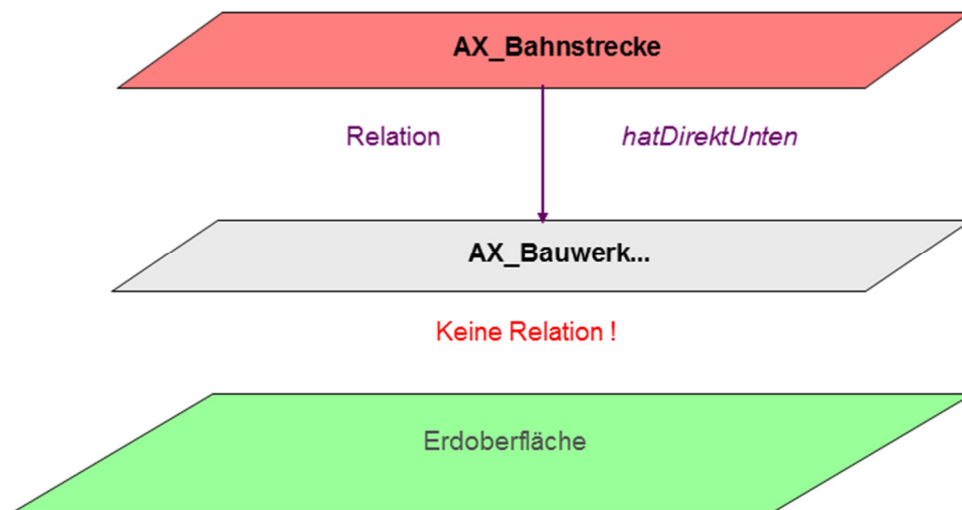 AX_Bahnstrecke
Relation hatDirektUnten
AX_Bauwerk...
Keine Relation !
Erdoberfläche